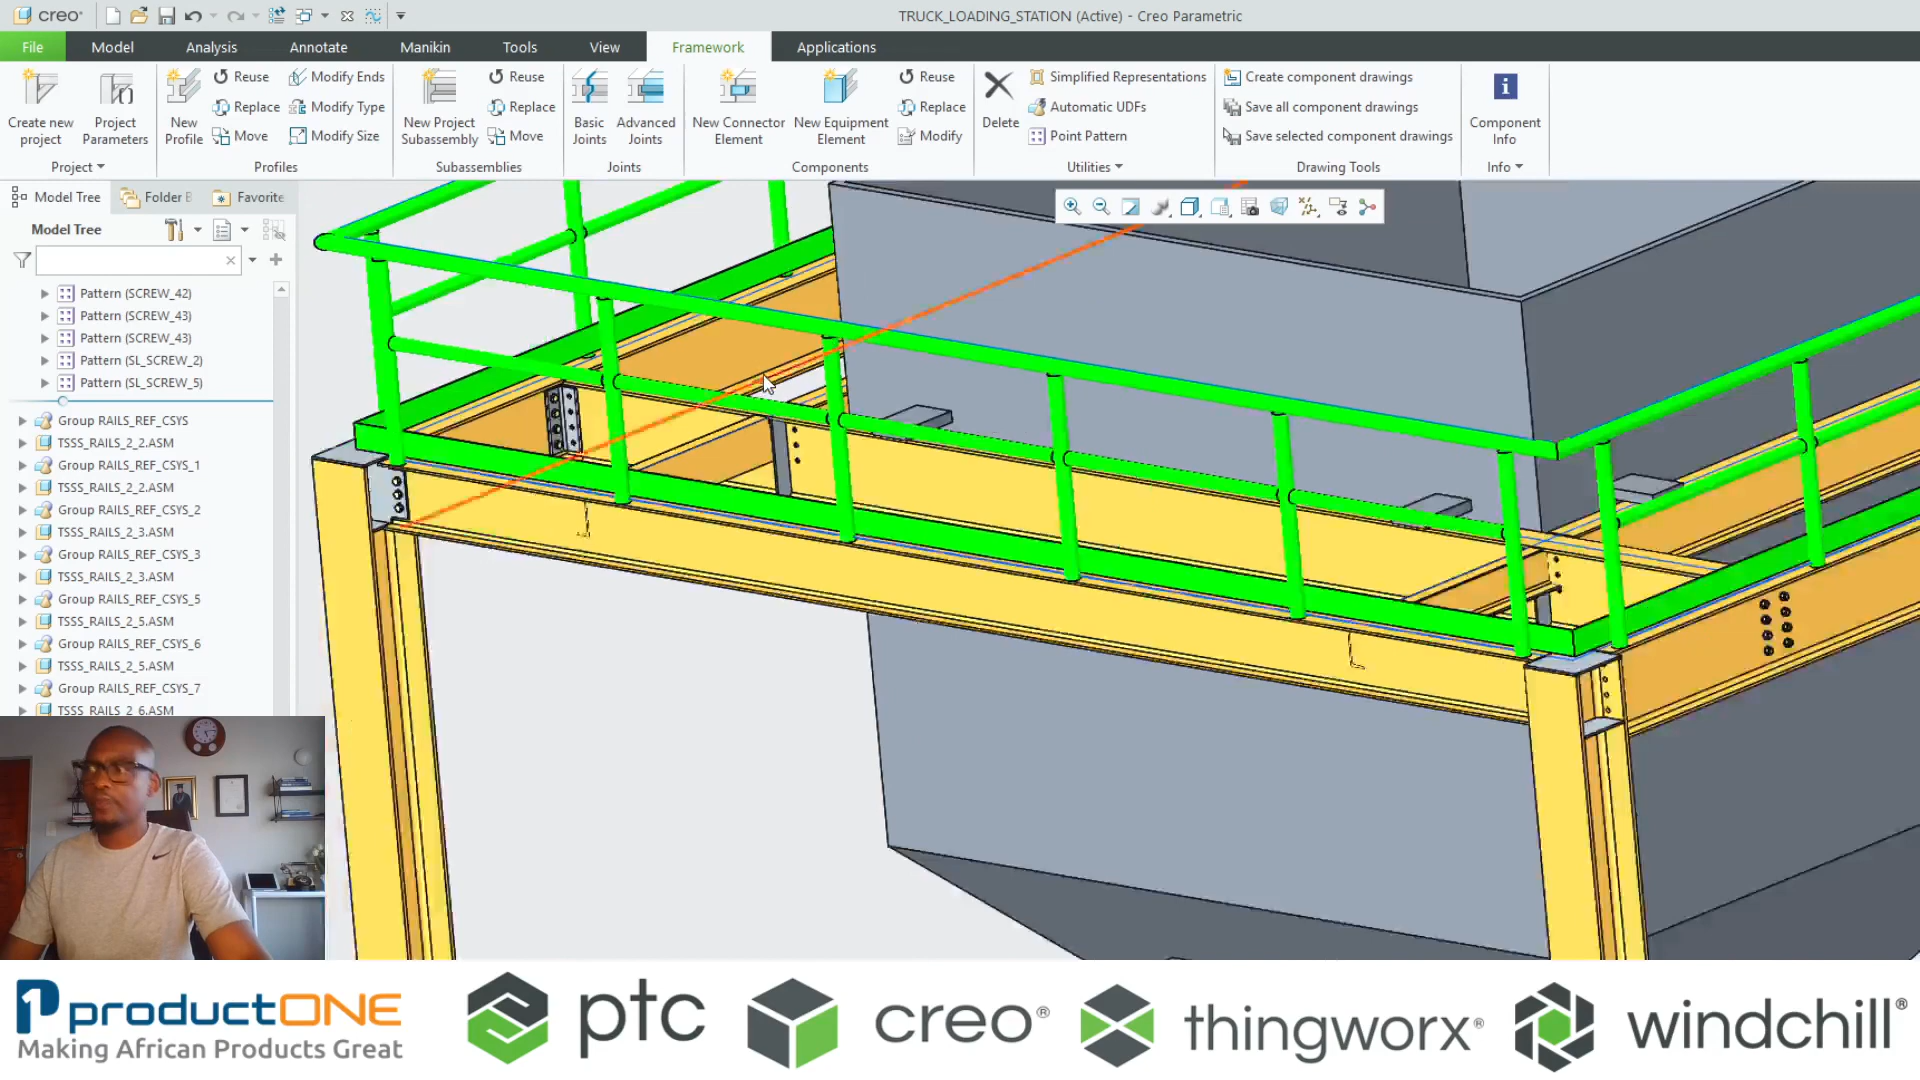 creo
TRUCK_LOADING_STATION (Active) - Creo Parametric
File Model Analysis Annotate Manikin Tools View Framework Applications
Create new project
Project Parameters
Project
New Profile
Reuse
Replace
Move
Modify Ends
Modify Type
Modify Size
Profiles
New Project Subassembly
Reuse
Replace
Move
Subassemblies
Basic Joints
Advanced Joints
Joints
New Connector Element
New Equipment Element
Reuse
Replace
Modify
Components
Delete
Simplified Representations
Automatic UDFs
Point Pattern
Utilities
Create component drawings
Save all component drawings
Save selected component drawings
Drawing Tools
Component Info
Info
Model Tree Folder B Favorite
Model Tree
Pattern (SCREW_42)
Pattern (SCREW_43)
Pattern (SCREW_43)
Pattern (SL_SCREW_2)
Pattern (SL_SCREW_5)
Group RAILS_REF_CSYS
TSSS_RAILS_2_2.ASM
Group RAILS_REF_CSYS_1
TSSS_RAILS_2_2.ASM
Group RAILS_REF_CSYS_2
TSSS_RAILS_2_3.ASM
Group RAILS_REF_CSYS_3
TSSS_RAILS_2_3.ASM
Group RAILS_REF_CSYS_5
TSSS_RAILS_2_5.ASM
Group RAILS_REF_CSYS_6
TSSS_RAILS_2_5.ASM
Group RAILS_REF_CSYS_7
TSSS_RAILS_2_6.ASM
productONE
Making African Products Great
ptc
creo®
thingworx®
windchill®